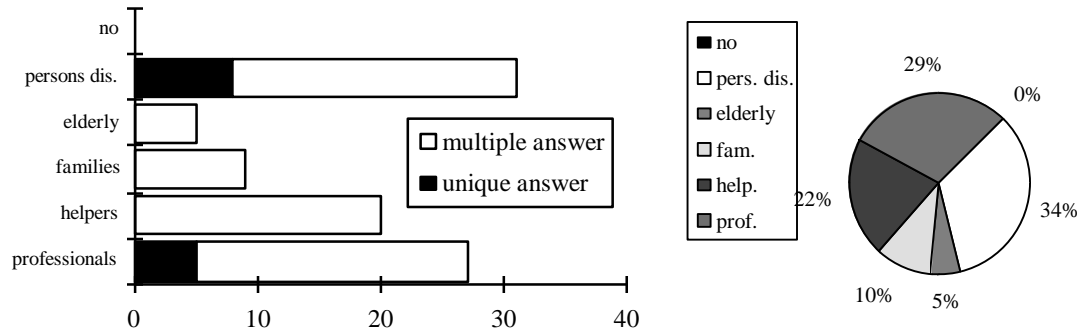 no
persons dis.
elderly
families
helpers
professionals
0
10
20
30
40
multiple answer
unique answer
no
pers. dis.
elderly
fam.
help.
prof.
29%
0%
34%
5%
10%
22%